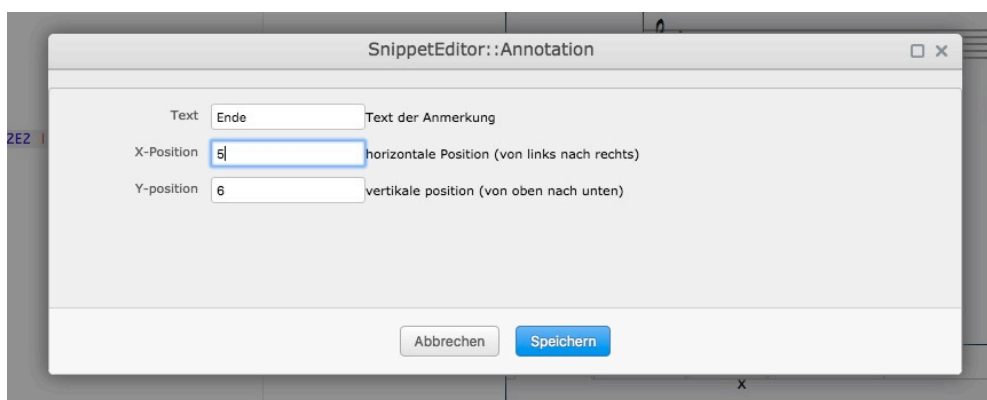 SnippetEditor::Annotation
Text Ende Text der Anmerkung
2E2 |
X-Position 5 horizontale Position (von links nach rechts)
Y-position 6 vertikale position (von oben nach unten)
Abbrechen Speichern
x